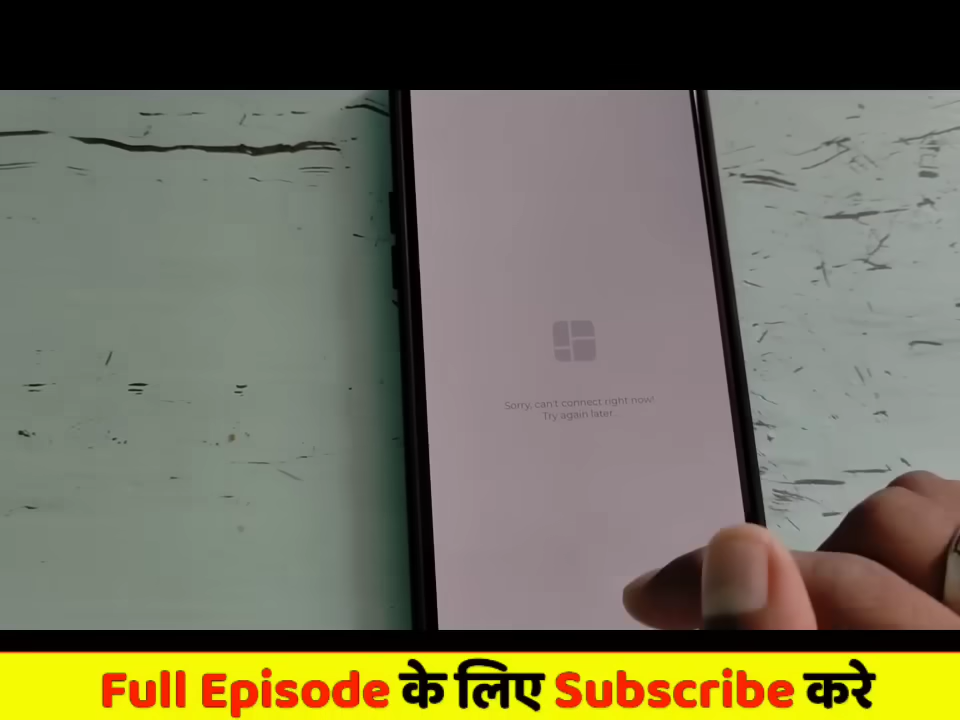 Sorry, can't connect right now!
Try again later.
Full Episode के लिए Subscribe करे